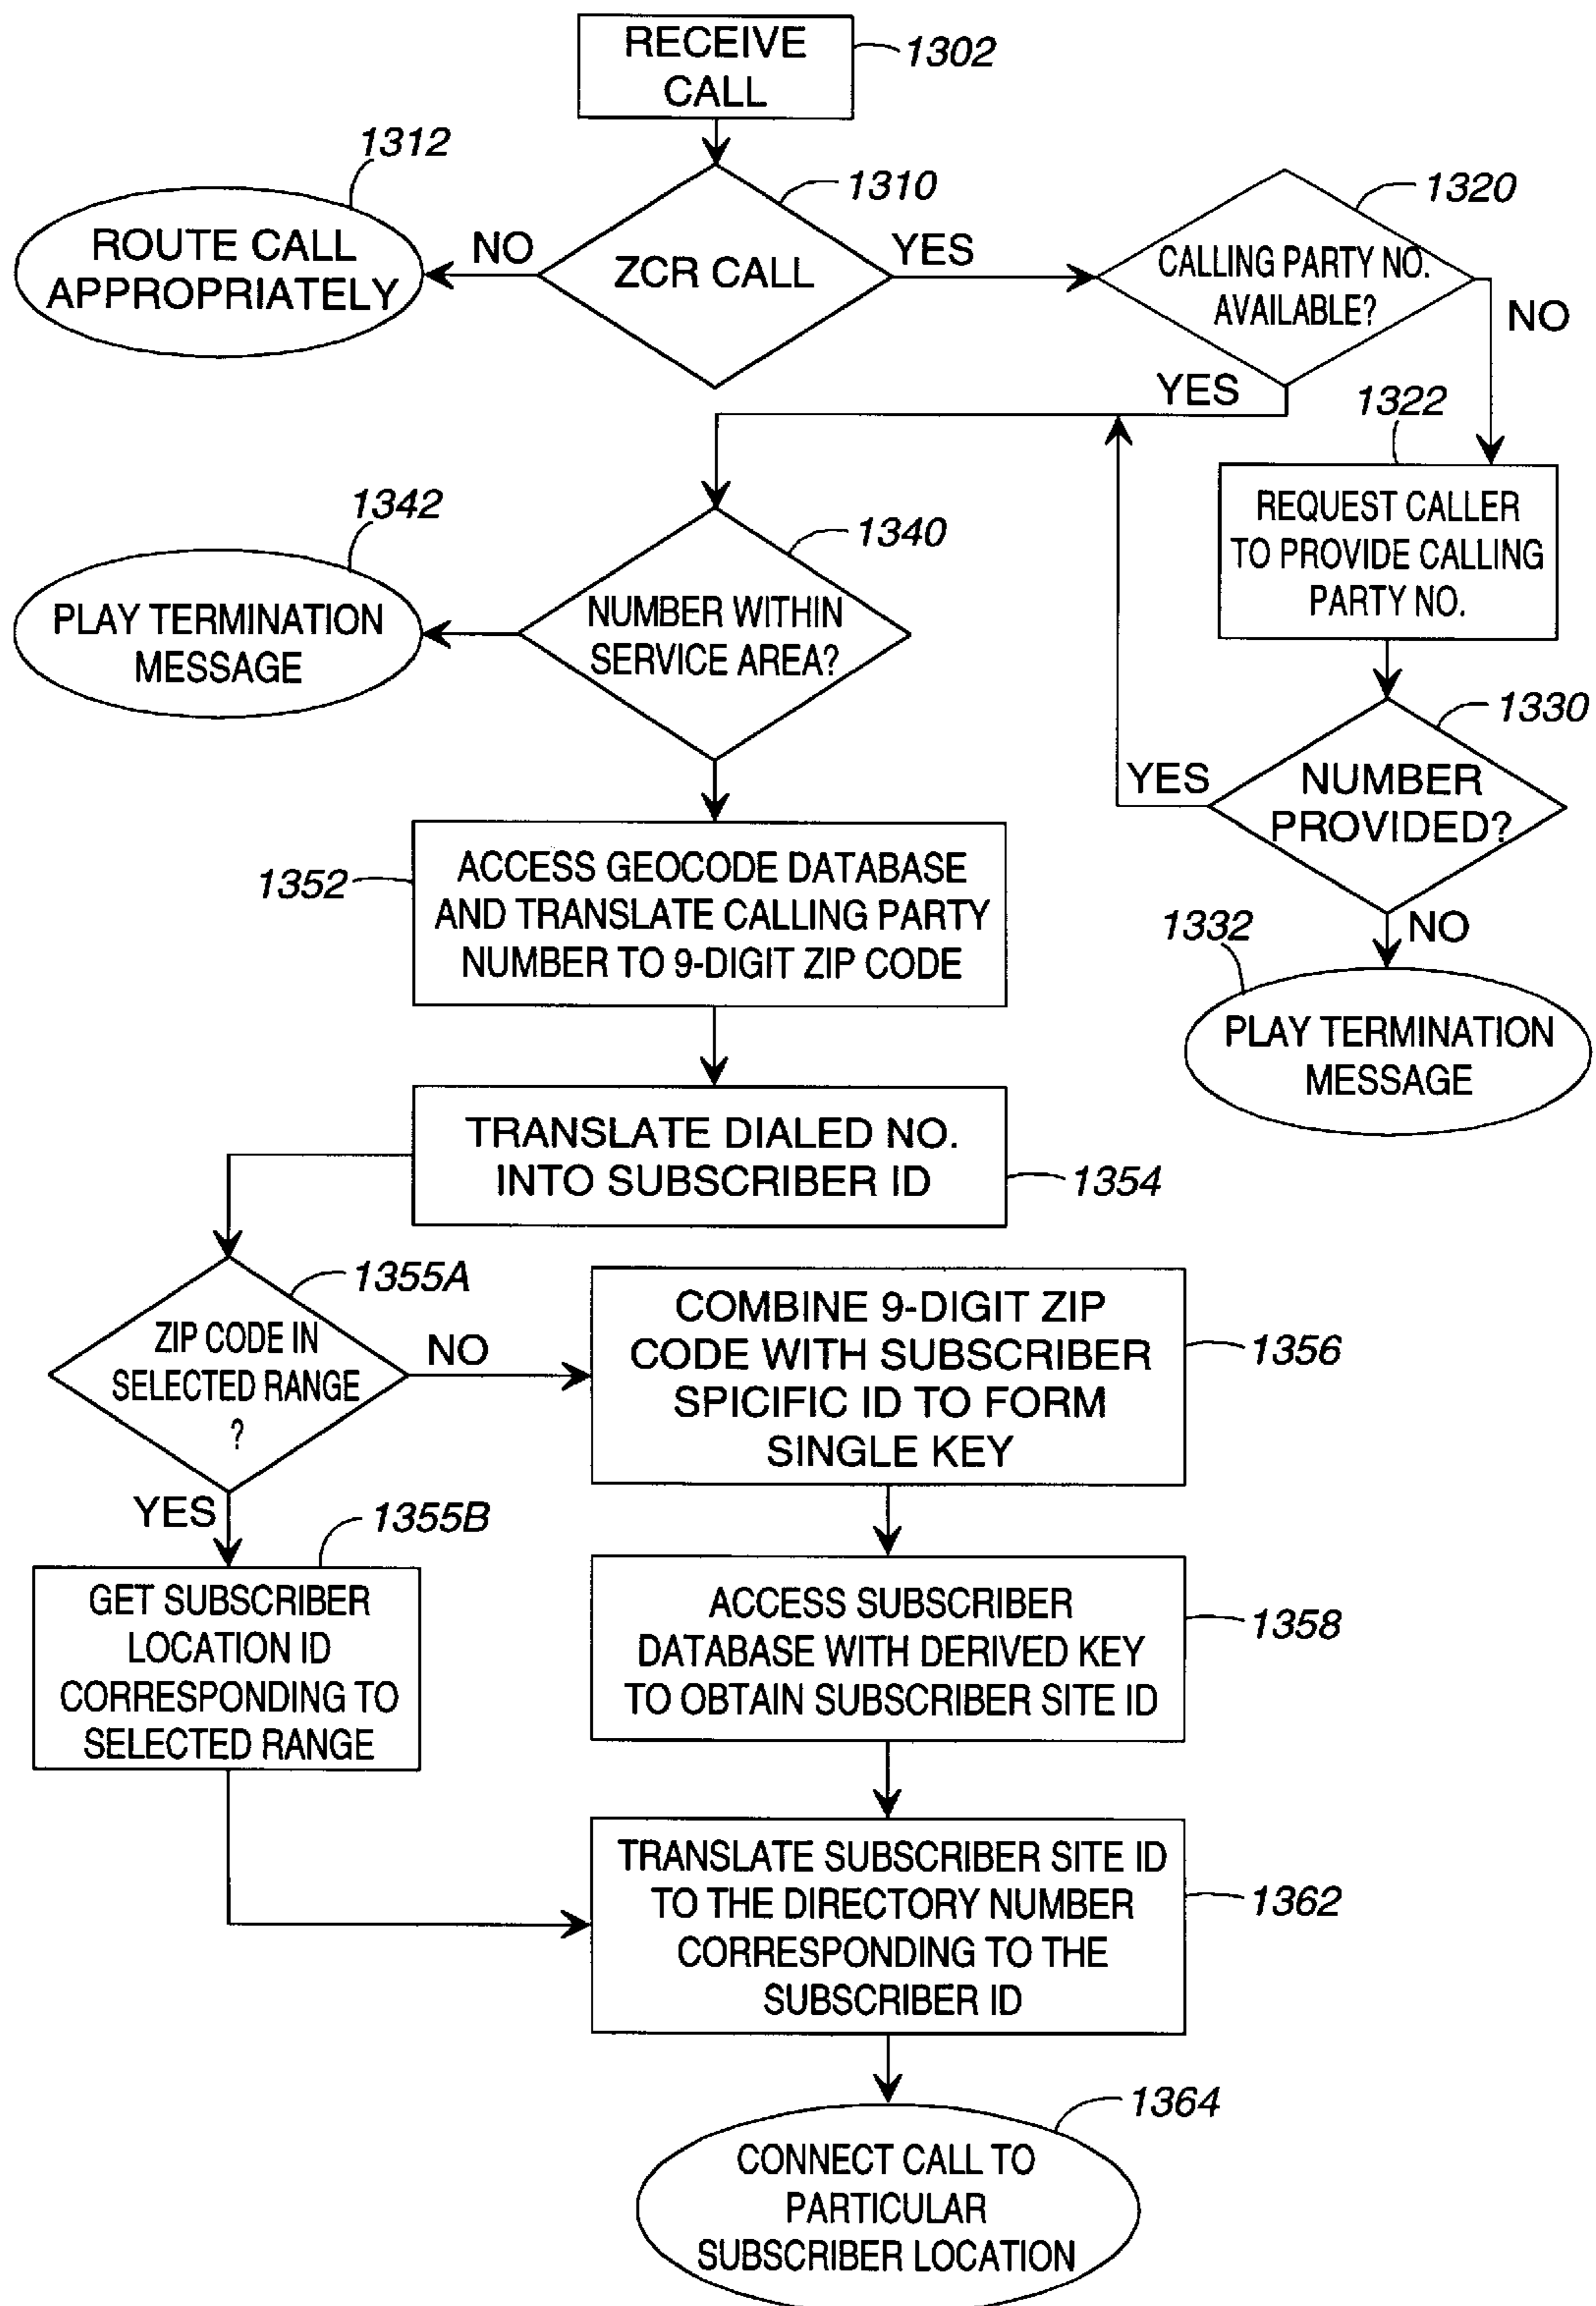 RECEIVE
CALL
1302
1312
1310
1320
ROUTE CALL
APPROPRIATELY
NO
ZCR CALL
YES
CALLING PARTY NO.
AVAILABLE?
NO
YES
1322
1342
1340
REQUEST CALLER
TO PROVIDE CALLING
PARTY NO.
PLAY TERMINATION
MESSAGE
NUMBER WITHIN
SERVICE AREA?
1330
YES
NUMBER
PROVIDED?
1352
ACCESS GEOCODE DATABASE
AND TRANSLATE CALLING PARTY
NUMBER TO 9-DIGIT ZIP CODE
NO
1332
PLAY TERMINATION
MESSAGE
TRANSLATE DIALED NO.
INTO SUBSCRIBER ID
1354
1355A
ZIP CODE IN
SELECTED RANGE
?
NO
COMBINE 9-DIGIT ZIP
CODE WITH SUBSCRIBER
SPICIFIC ID TO FORM
SINGLE KEY
1356
YES
1355B
GET SUBSCRIBER
LOCATION ID
CORRESPONDING TO
SELECTED RANGE
ACCESS SUBSCRIBER
DATABASE WITH DERIVED KEY
TO OBTAIN SUBSCRIBER SITE ID
1358
TRANSLATE SUBSCRIBER SITE ID
TO THE DIRECTORY NUMBER
CORRESPONDING TO THE
SUBSCRIBER ID
1362
1364
CONNECT CALL TO
PARTICULAR
SUBSCRIBER LOCATION